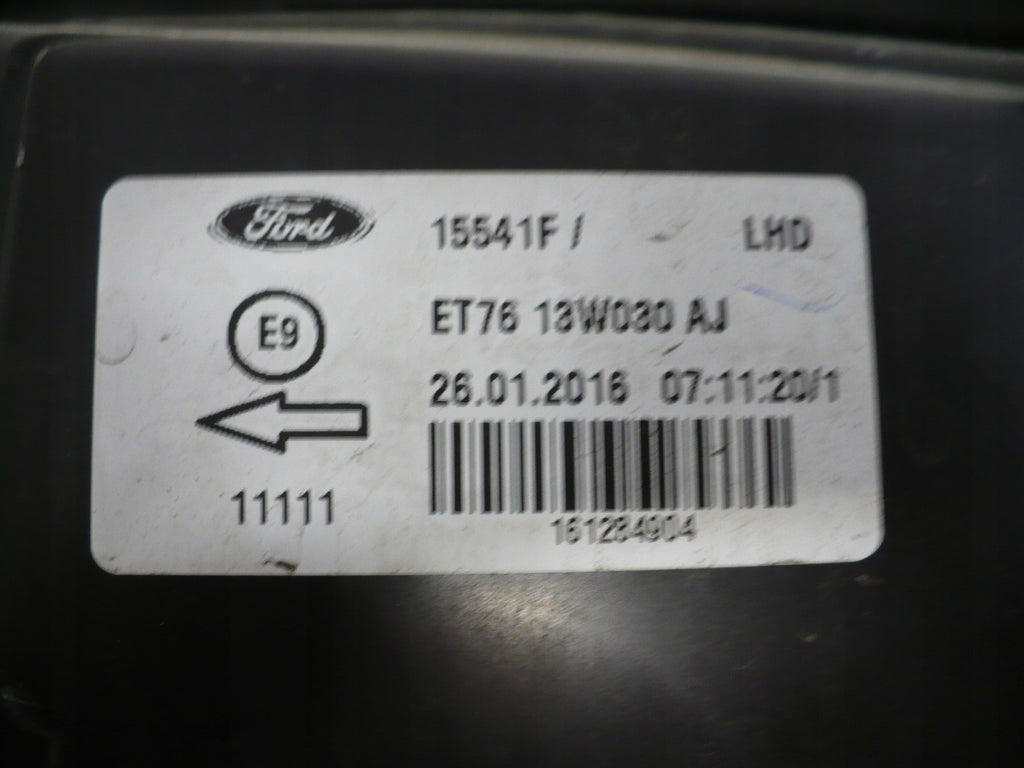 Ford
15541F / LHD
E9
ET76 13W030 AJ
26.01.2016 07:11:20/1
11111
161284904